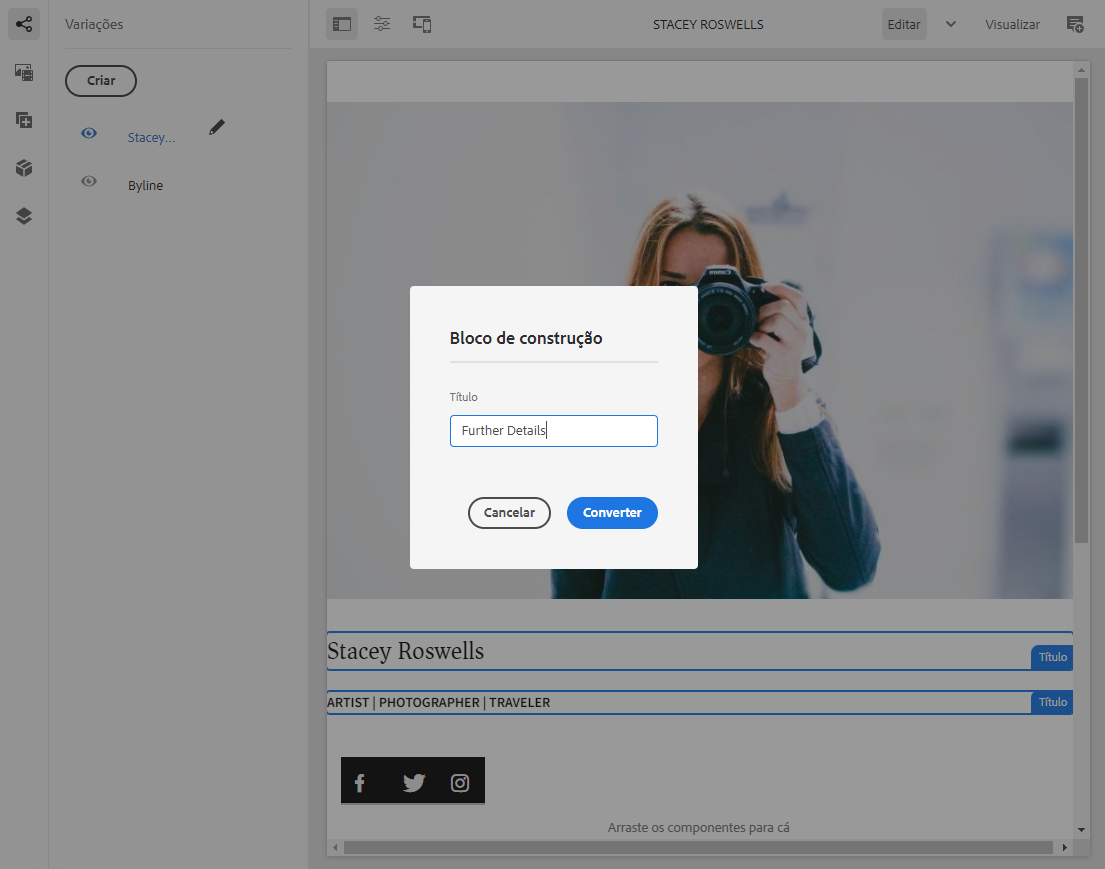 Variações
STACEY ROSWELLS
Editar
Visualizar
Criar
Stacey...
Byline
Canon
Bloco de construção
Título
Further Details
Cancelar
Converter
Stacey Roswells
Título
ARTIST | PHOTOGRAPHER | TRAVELER
Título
Arraste os componentes para cá